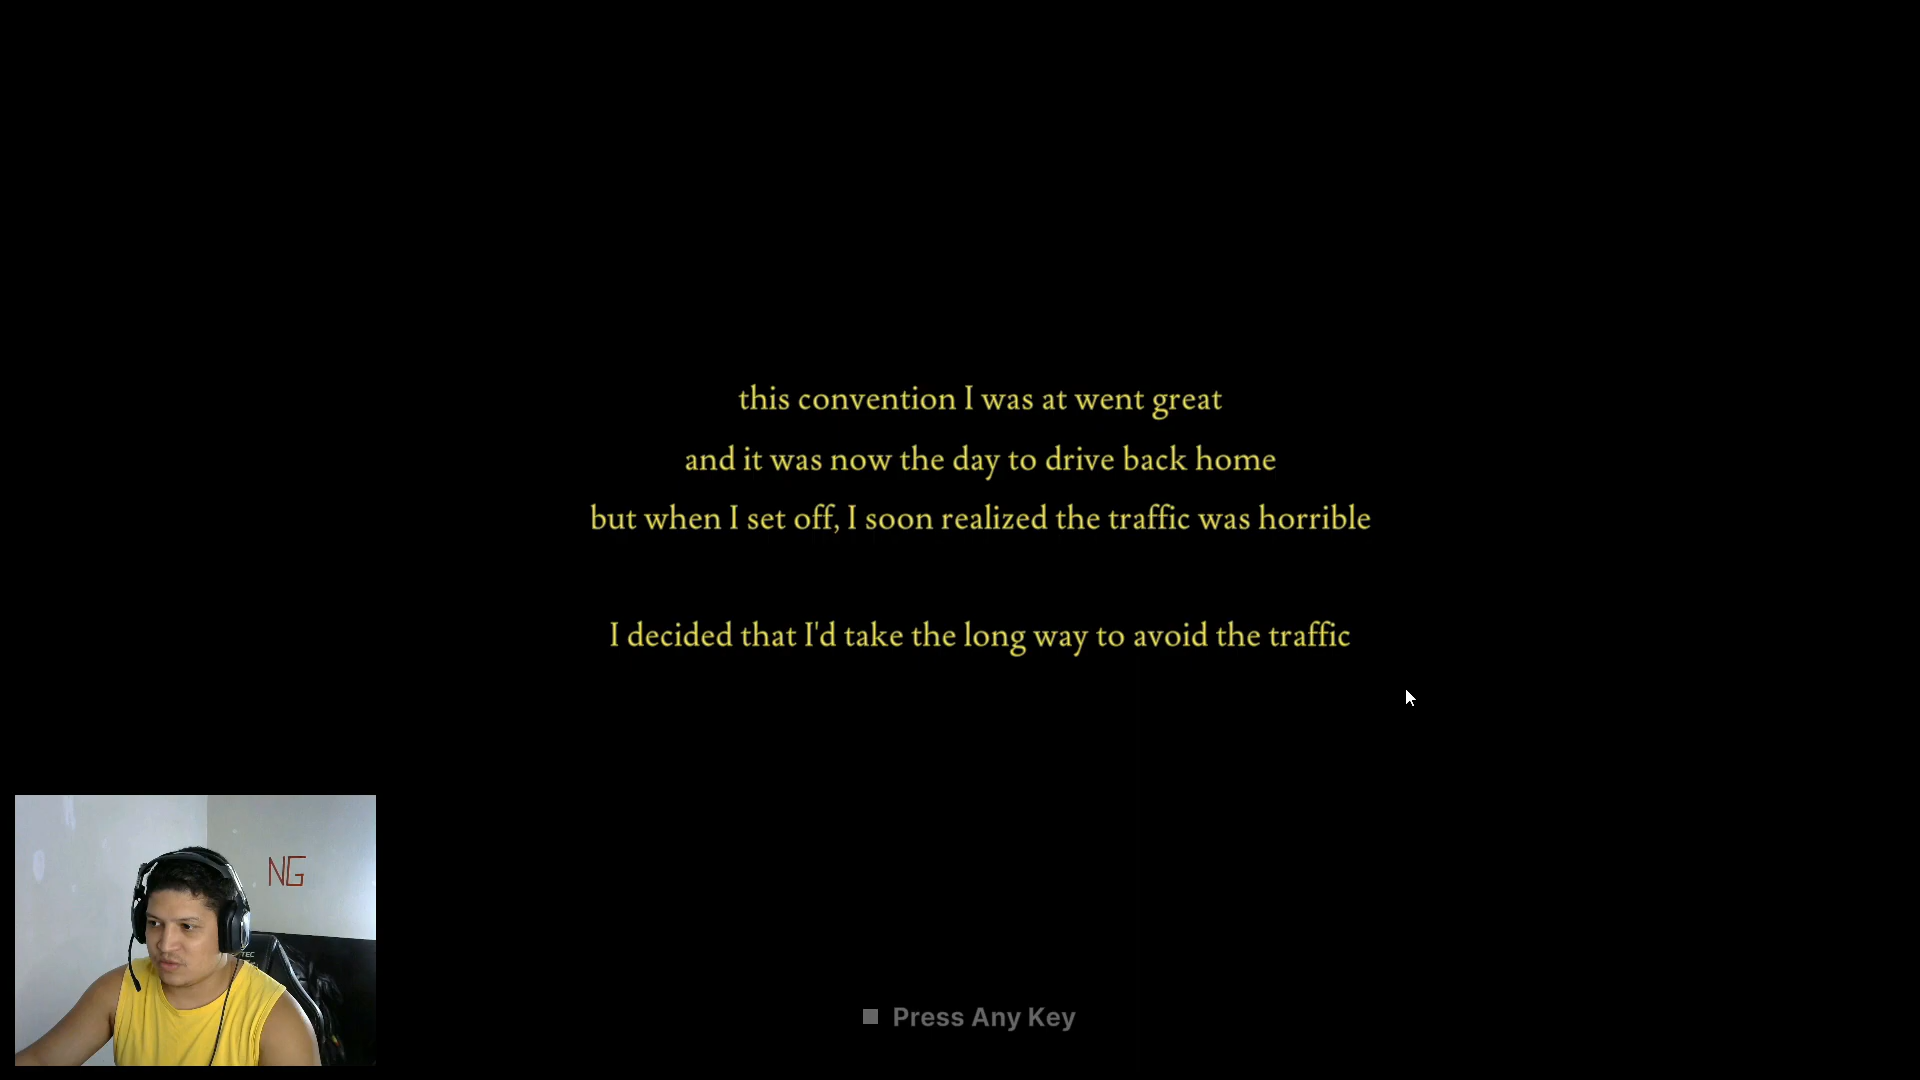 this convention I was at went great
and it was now the day to drive back home
but when I set off, I soon realized the traffic was horrible
I decided that I'd take the long way to avoid the traffic
NG
TEC
Press Any Key